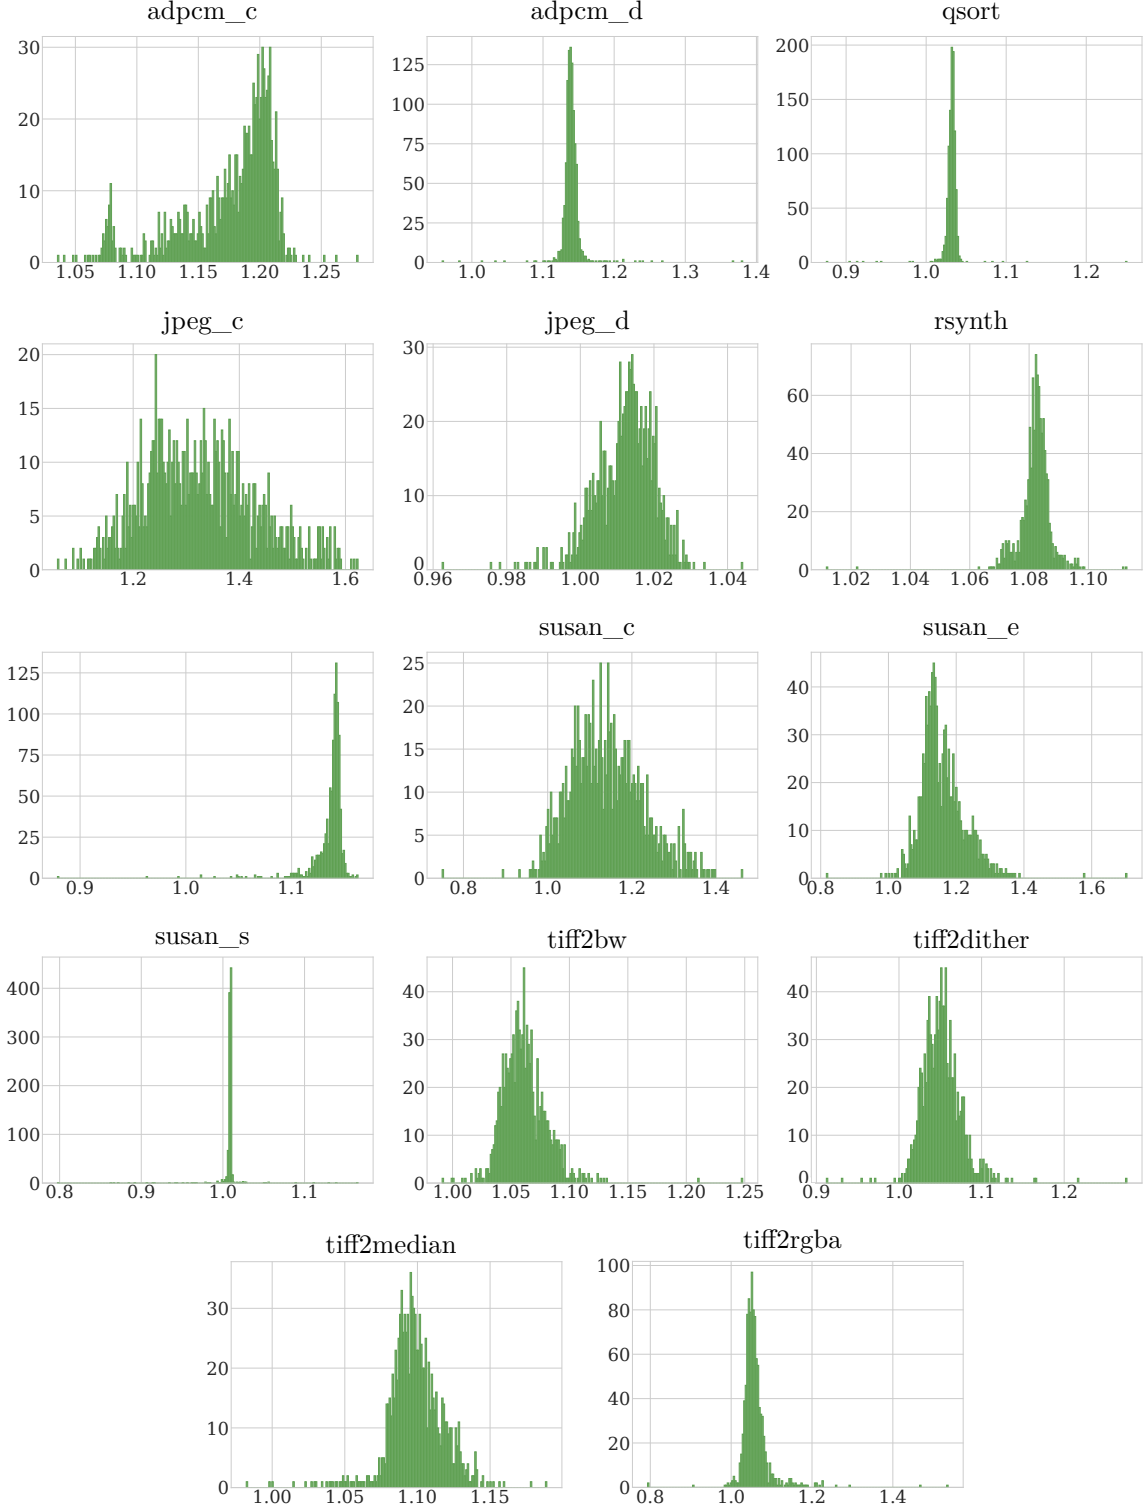 adpcm_c
adpcm_d
qsort
30
20
10
0
1.05 1.10 1.15 1.20 1.25
125
100
75
50
25
0
1.0 1.1 1.2 1.3 1.4
200
150
100
50
0
0.9 1.0 1.1 1.2
jpeg_c
jpeg_d
rsynth
20
15
10
5
0
1.2 1.4 1.6
30
20
10
0
0.96 0.98 1.00 1.02 1.04
60
40
20
0
1.02 1.04 1.06 1.08 1.10
susan_c
susan_e
125
100
75
50
25
0
0.9 1.0 1.1
25
20
15
10
5
0
0.8 1.0 1.2 1.4
40
30
20
10
0
0.8 1.0 1.2 1.4 1.6
susan_s
tiff2bw
tiff2dither
400
300
200
100
0
0.8 0.9 1.0 1.1
40
30
20
10
0
1.00 1.05 1.10 1.15 1.20 1.25
40
30
20
10
0
0.9 1.0 1.1 1.2
tiff2median
tiff2rgba
30
20
10
0
1.00 1.05 1.10 1.15
100
80
60
40
20
0
0.8 1.0 1.2 1.4